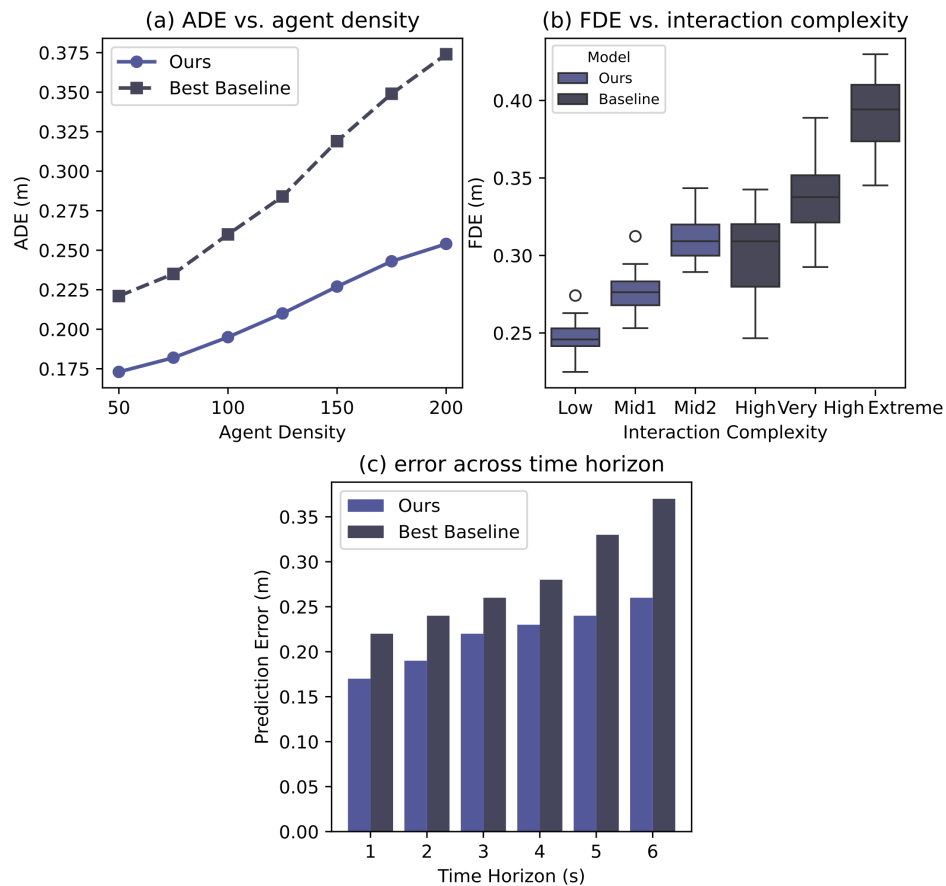 (a) ADE vs. agent density
0.375
0.350
0.325
0.300
0.275
0.250
0.225
0.200
0.175
ADE (m)
Ours
Best Baseline
50
100
150
200
Agent Density
(b) FDE vs. interaction complexity
0.40
0.35
0.30
0.25
FDE (m)
Model
Ours
Baseline
Low
Mid1
Mid2
High
Very High
Extreme
Interaction Complexity
(c) error across time horizon
0.35
0.30
0.25
0.20
0.15
0.10
0.05
0.00
Prediction Error (m)
Ours
Best Baseline
1
2
3
4
5
6
Time Horizon (s)